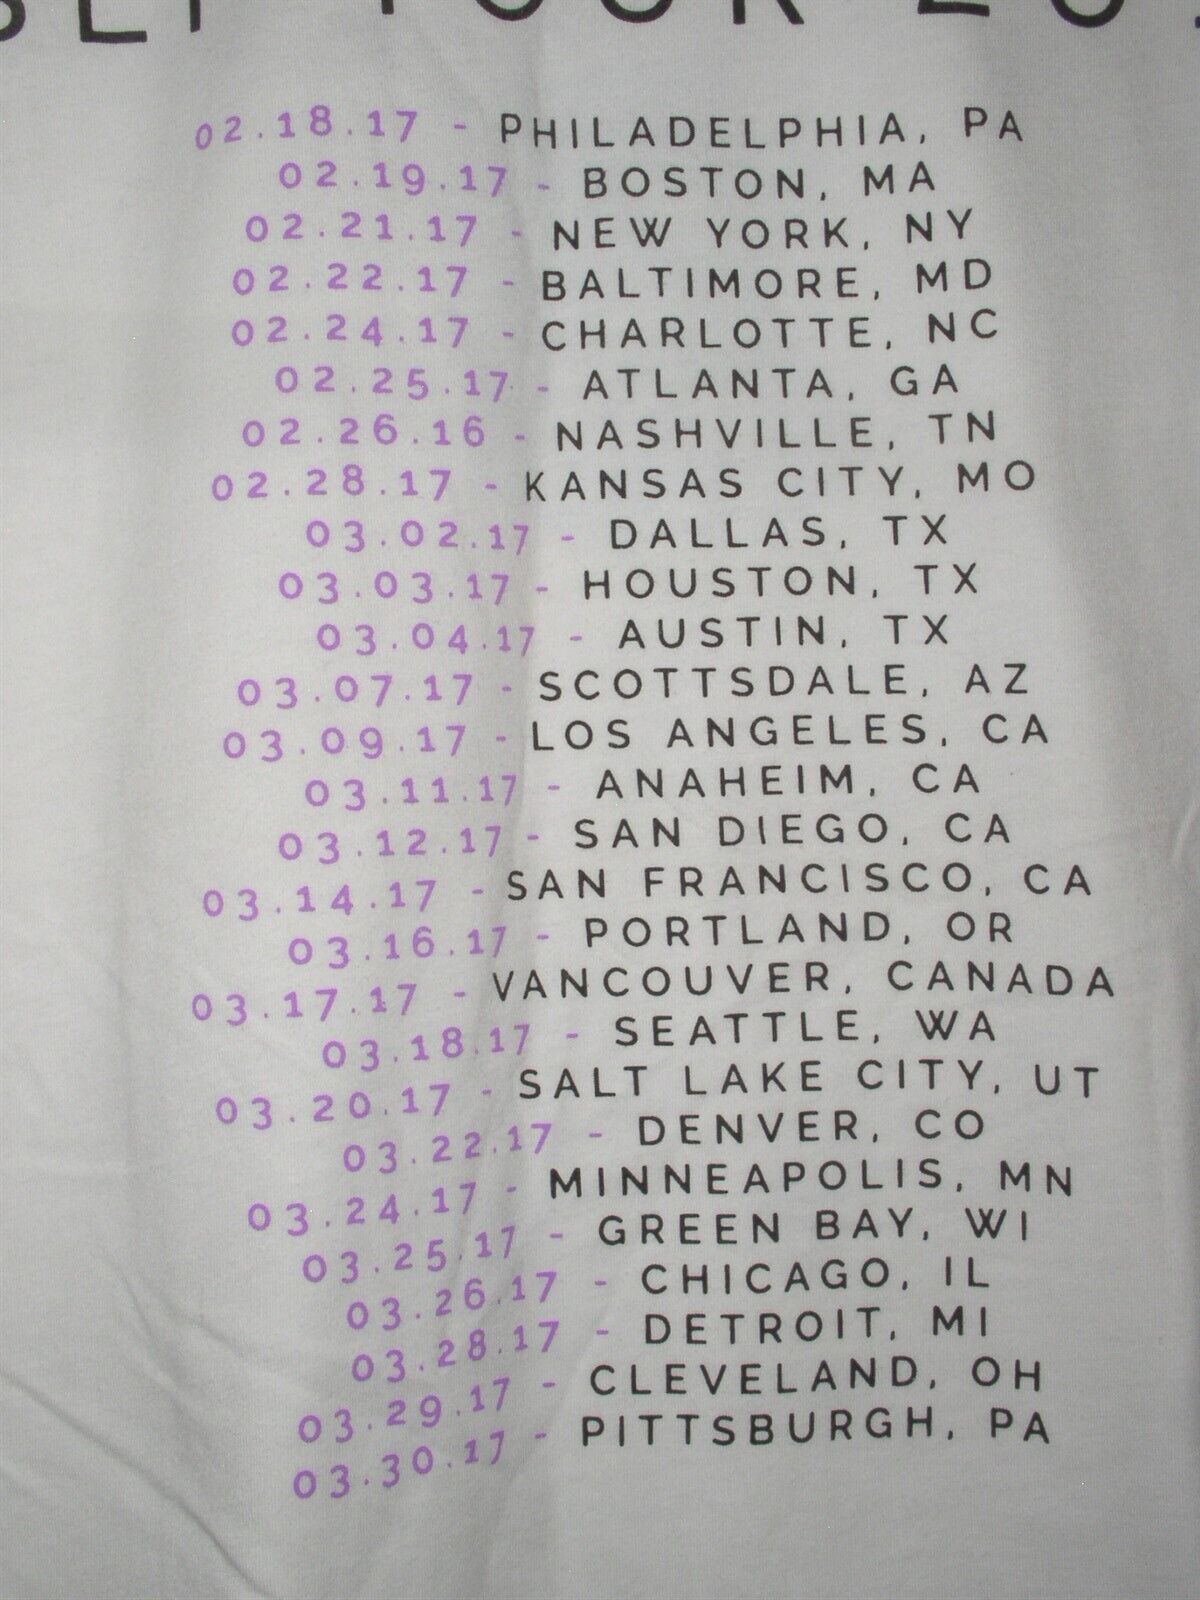 02.18.17 - PHILADELPHIA, PA
02.19.17 - BOSTON, MA
02.21.17 - NEW YORK, NY
02.22.17 - BALTIMORE, MD
02.24.17 - CHARLOTTE, NC
02.25.17 - ATLANTA, GA
02.26.16 - NASHVILLE, TN
02.28.17 - KANSAS CITY, MO
03.02.17 - DALLAS, TX
03.03.17 - HOUSTON, TX
03.04.17 - AUSTIN, TX
03.07.17 - SCOTTSDALE, AZ
03.09.17 - LOS ANGELES, CA
03.11.17 - ANAHEIM, CA
03.12.17 - SAN DIEGO, CA
03.14.17 - SAN FRANCISCO, CA
03.16.17 - PORTLAND, OR
03.17.17 - VANCOUVER, CANADA
03.18.17 - SEATTLE, WA
03.20.17 - SALT LAKE CITY, UT
03.22.17 - DENVER, CO
03.24.17 - MINNEAPOLIS, MN
03.25.17 - GREEN BAY, WI
03.26.17 - CHICAGO, IL
03.28.17 - DETROIT, MI
03.29.17 - CLEVELAND, OH
03.30.17 - PITTSBURGH, PA